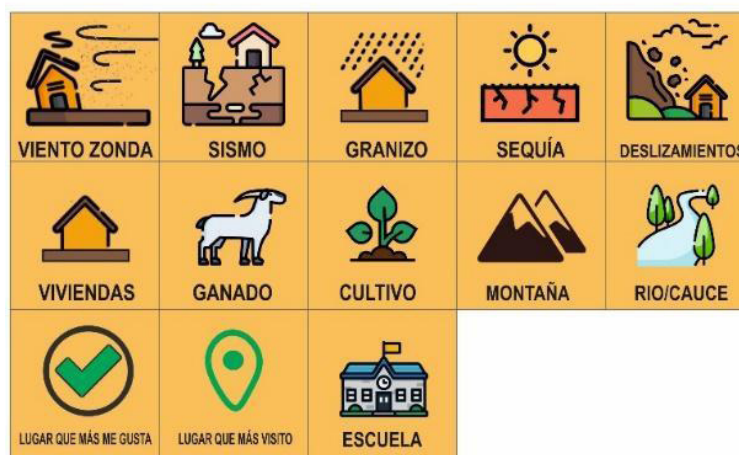 VIENTO ZONDA
SISMO
GRANIZO
SEQUÍA
DESLIZAMIENTOS
VIVIENDAS
GANADO
CULTIVO
MONTAÑA
RIO/CAUCE
LUGAR QUE MÁS ME GUSTA
LUGAR QUE MÁS VISITO
ESCUELA